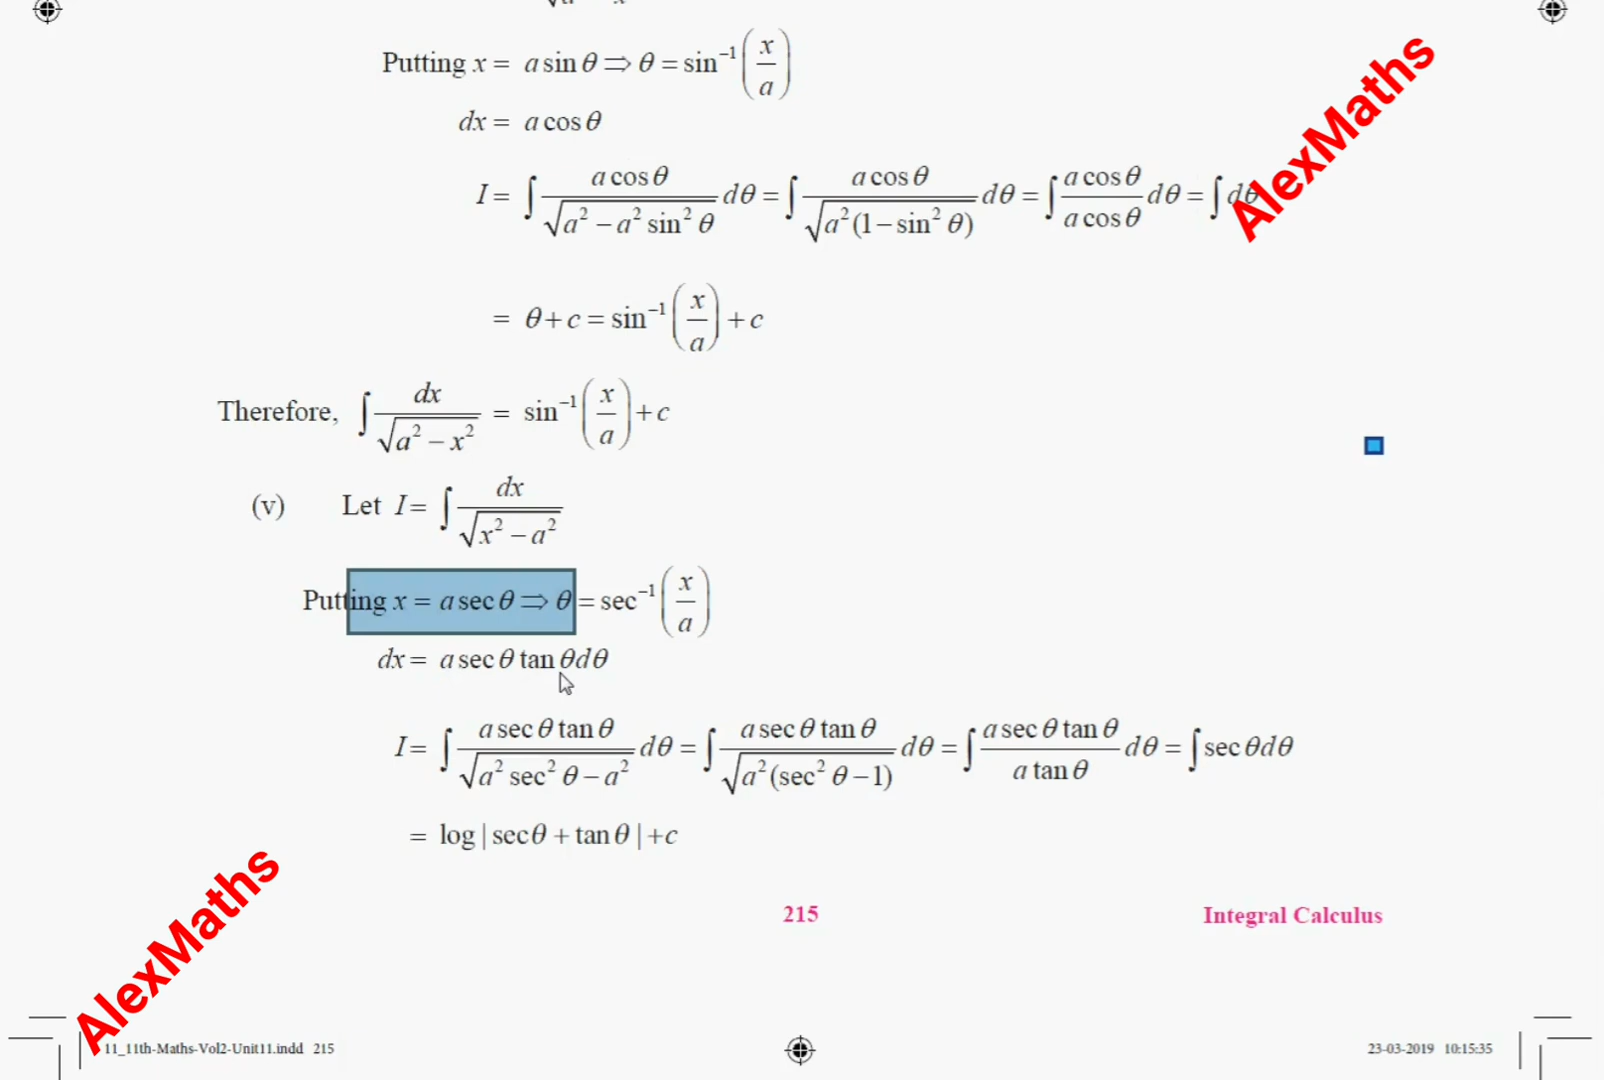 Putting x = a sin θ ⇒ θ = sin⁻¹(x/a)
dx = a cos θ
I = ∫ a cos θ / √(a² − a² sin² θ) dθ = ∫ a cos θ / √(a²(1 − sin² θ)) dθ = ∫ a cos θ / a cos θ dθ = ∫ dθ
= θ + c = sin⁻¹(x/a) + c
Therefore, ∫ dx / √(a² − x²) = sin⁻¹(x/a) + c
(v) Let I = ∫ dx / √(x² − a²)
Putting x = a sec θ ⇒ θ = sec⁻¹(x/a)
dx = a sec θ tan θdθ
I = ∫ a sec θ tan θ / √(a² sec² θ − a²) dθ = ∫ a sec θ tan θ / √(a²(sec² θ − 1)) dθ = ∫ a sec θ tan θ / a tan θ dθ = ∫ sec θdθ
= log | secθ + tan θ | +c
215 Integral Calculus
11_11th-Maths-Vol2-Unit11.indd 215
23-03-2019 10:15:35
AlexMaths
AlexMaths